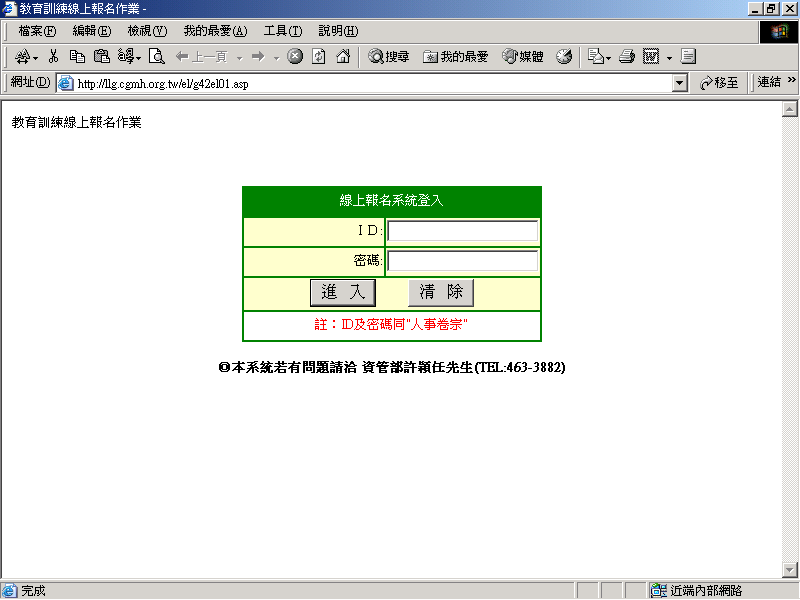 教育訓練線上報名作業 -
檔案(F) 編輯(E) 檢視(V) 我的最愛(A) 工具(T) 說明(H)
上一頁 搜尋 我的最愛 媒體
網址(D) http://llg.cgmh.org.tw/el/g42el01.asp 移至 連結 »
教育訓練線上報名作業
線上報名系統登入
ID:
密碼:
進 入 清 除
註：ID及密碼同"人事卷宗"
◎本系統若有問題請洽 資管部許穎任先生(TEL:463-3882)
完成 近端內部網路